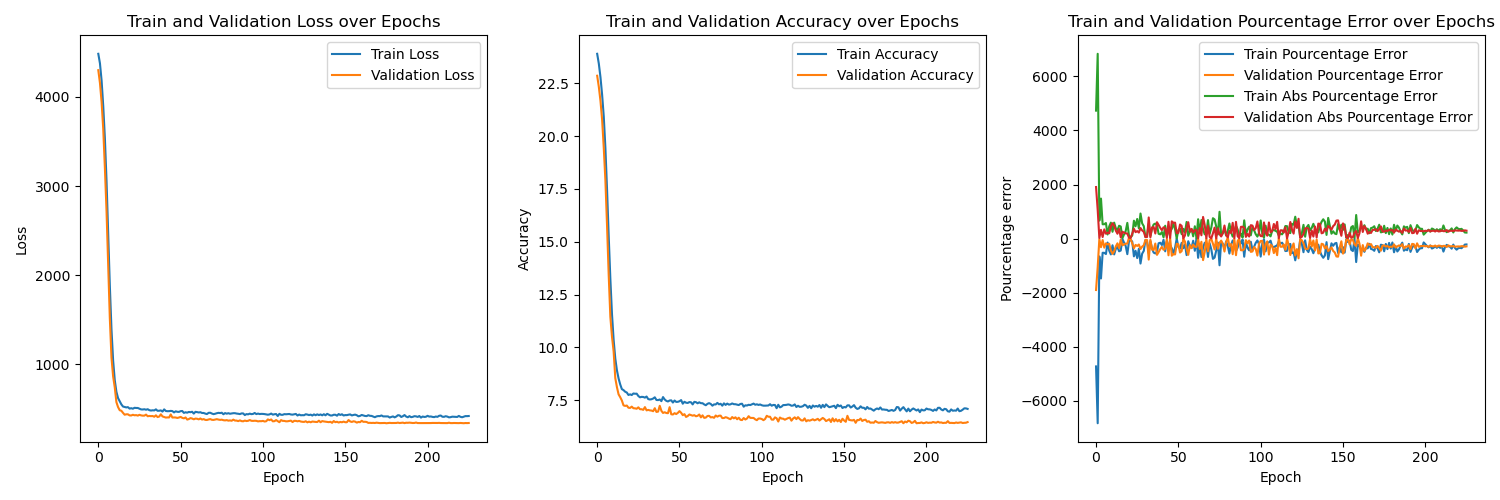 Train and Validation Loss over Epochs
Train Loss
Validation Loss
Loss
4000
3000
2000
1000
0 50 100 150 200
Epoch
Train and Validation Accuracy over Epochs
Train Accuracy
Validation Accuracy
Accuracy
22.5
20.0
17.5
15.0
12.5
10.0
7.5
0 50 100 150 200
Epoch
Train and Validation Pourcentage Error over Epochs
Train Pourcentage Error
Validation Pourcentage Error
Train Abs Pourcentage Error
Validation Abs Pourcentage Error
Pourcentage error
6000
4000
2000
0
−2000
−4000
−6000
0 50 100 150 200
Epoch